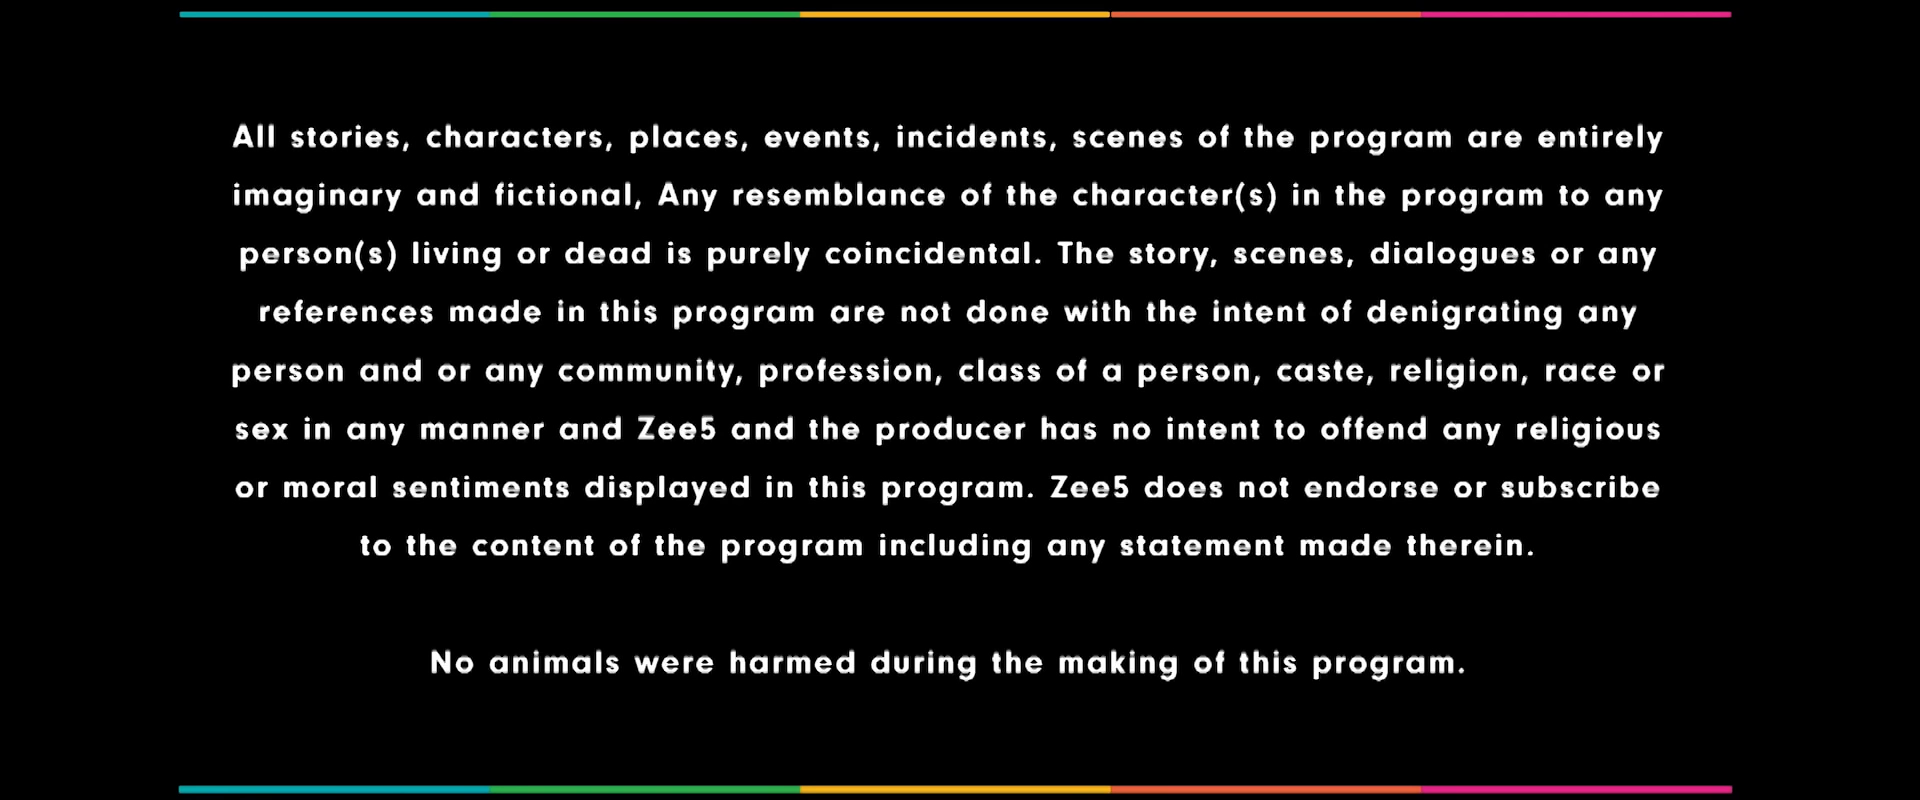 All stories, characters, places, events, incidents, scenes of the program are entirely
imaginary and fictional, Any resemblance of the character(s) in the program to any
person(s) living or dead is purely coincidental. The story, scenes, dialogues or any
references made in this program are not done with the intent of denigrating any
person and or any community, profession, class of a person, caste, religion, race or
sex in any manner and Zee5 and the producer has no intent to offend any religious
or moral sentiments displayed in this program. Zee5 does not endorse or subscribe
to the content of the program including any statement made therein.
No animals were harmed during the making of this program.